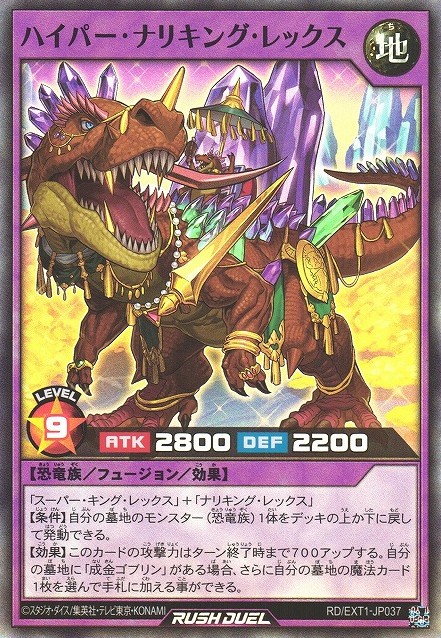 ハイパー・ナリキング・レックス
地
LEVEL
9
ATK 2800 DEF 2200
【恐竜族／フュージョン／効果】
「スーパー・キング・レックス」＋「ナリキング・レックス」
【条件】自分の墓地のモンスター（恐竜族）1体をデッキの上か下に戻し
て発動できる。
【効果】このカードの攻撃力はターン終了時まで700アップする。自分
の墓地に「成金ゴブリン」がある場合、さらに自分の墓地の魔法カード
1枚を選んで手札に加える事ができる。
©スタジオ・ダイス/集英社・テレビ東京・KONAMI
RUSH DUEL
RD/EXT1-JP037